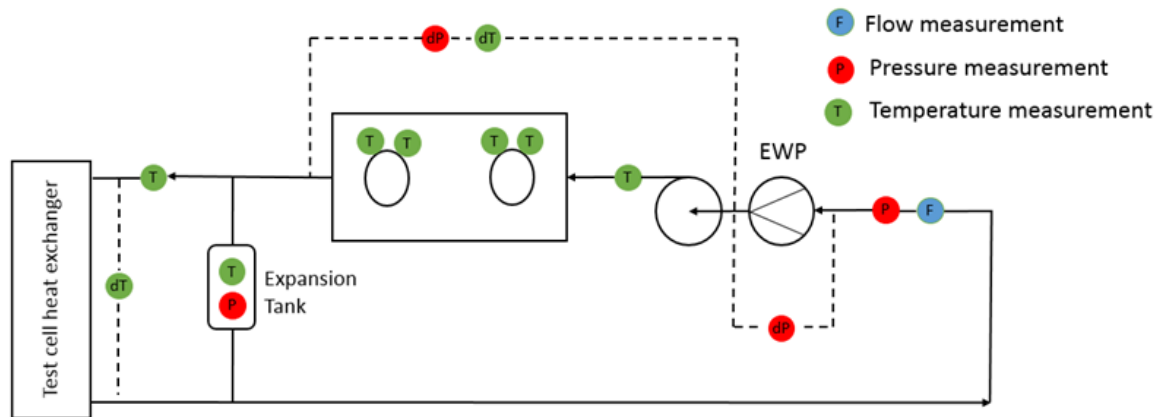 dP dT
F Flow measurement
P Pressure measurement
T Temperature measurement
T T T T
EWP
T T
P F
Test cell heat exchanger
dT
T Expansion
P Tank
dP